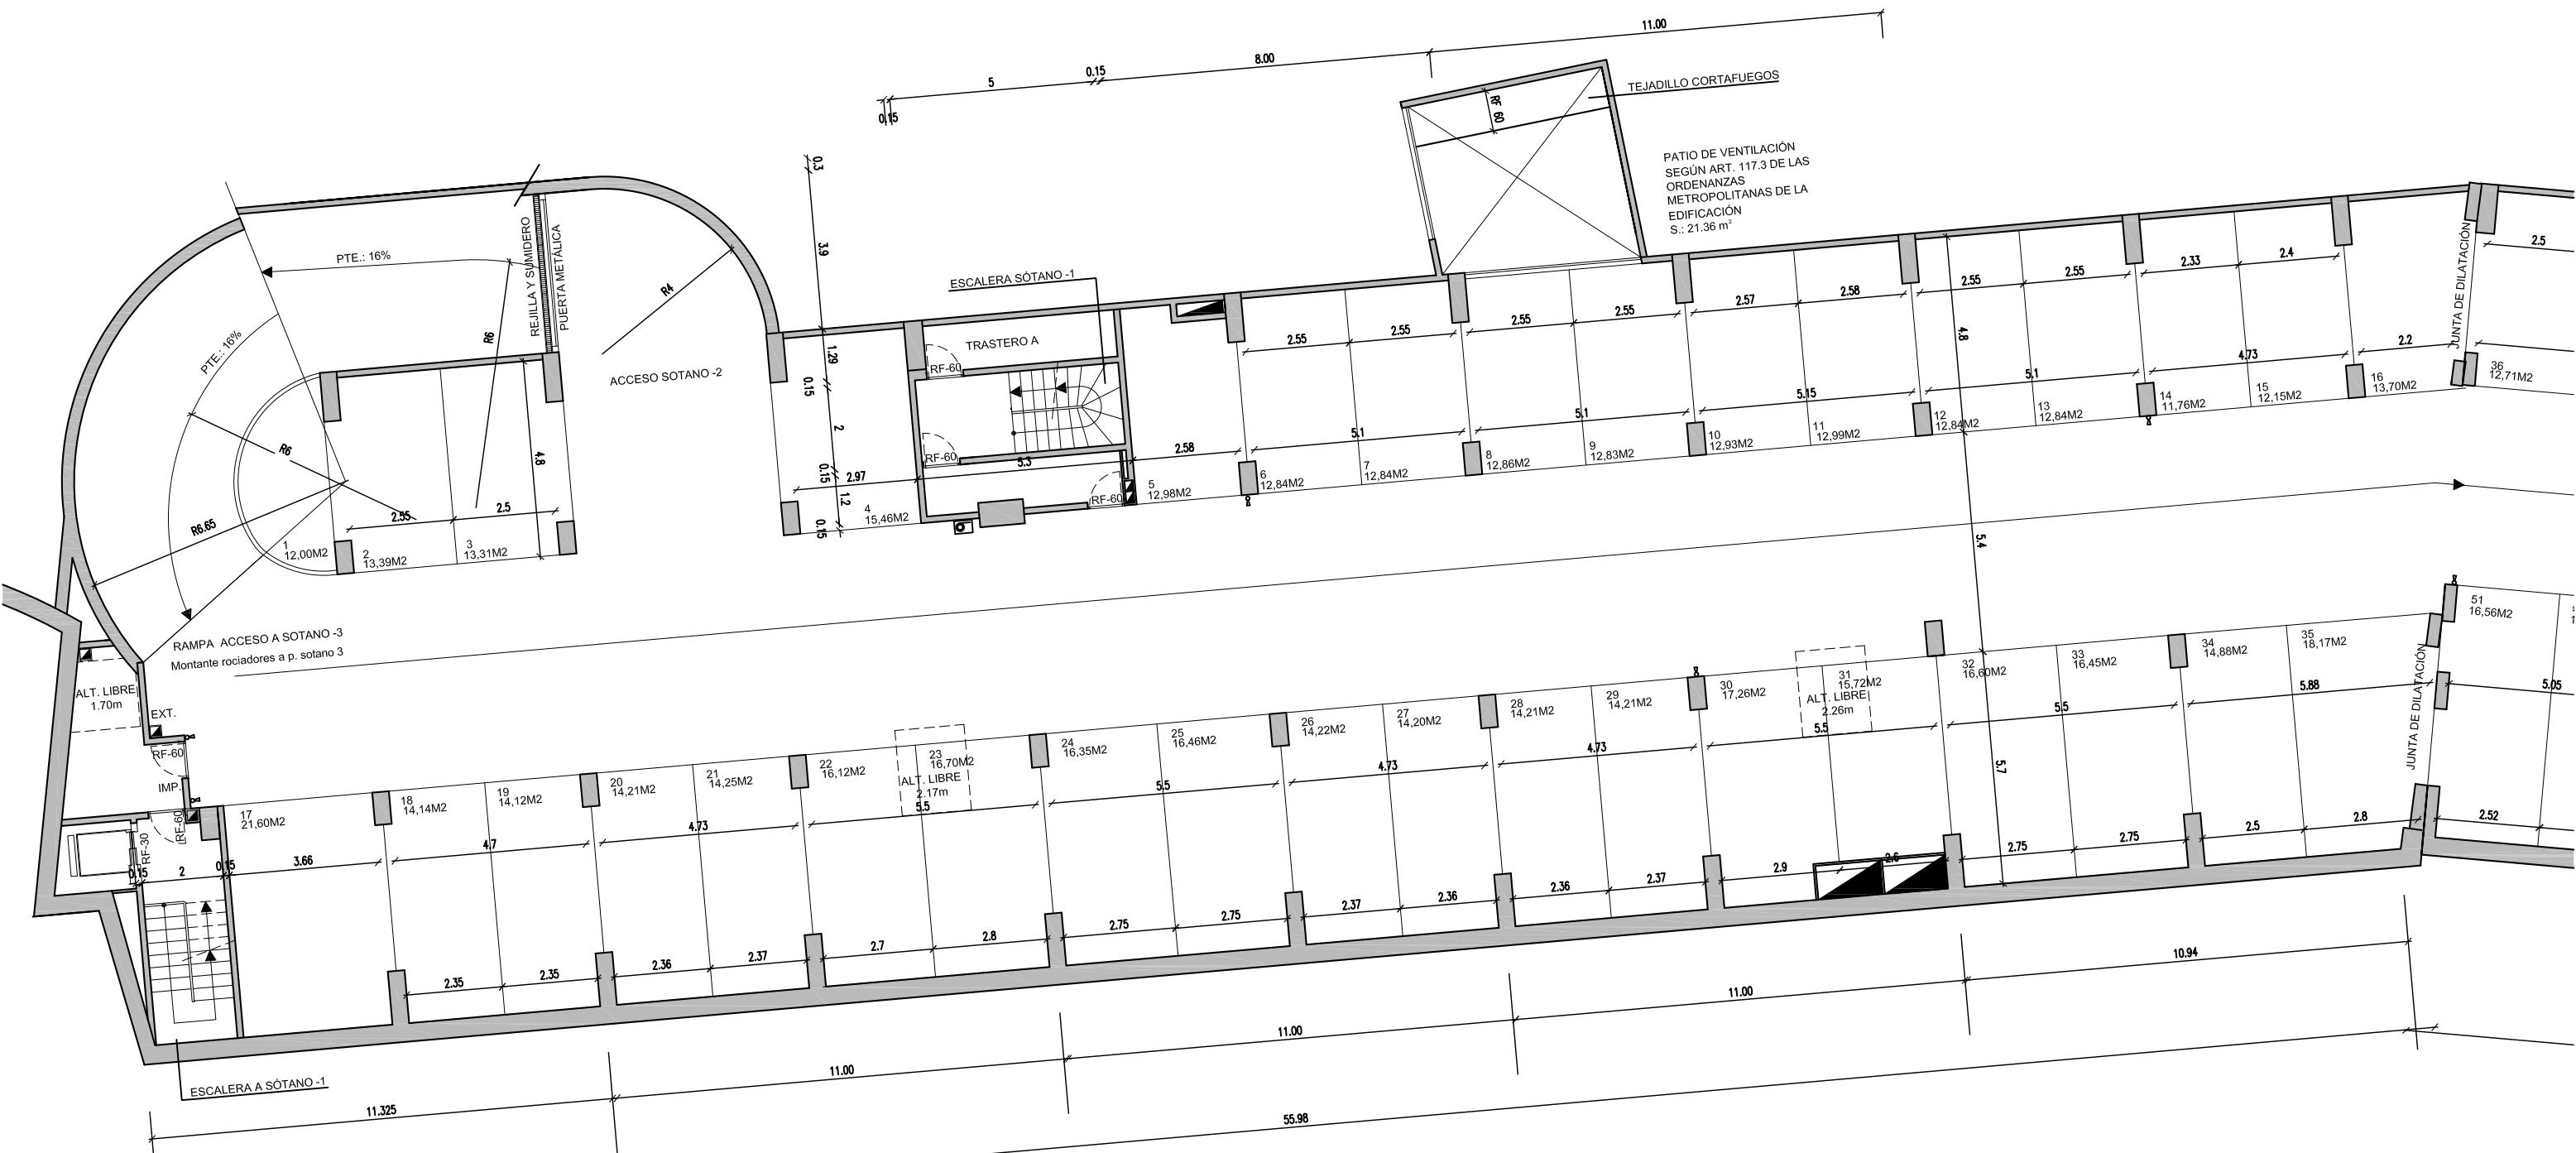 11.00
8.00
0.15
5
0.15
TEJADILLO CORTAFUEGOS
RF 60
PATIO DE VENTILACIÓN
SEGÚN ART. 117.3 DE LAS
ORDENANZAS
METROPOLITANAS DE LA
EDIFICACIÓN
S.: 21.36 m²
0.3
3.9
PTE.: 16%
REJILLA Y SUMIDERO
PUERTA METÁLICA
R4
R6
PTE.: 16%
R6
R6.65
ACCESO SOTANO -2
ESCALERA SÓTANO -1
TRASTERO A
RF-60
RF-60
RF-60
1.29
0.15
2
0.15
1.2
0.15
2.97
5.3
2.58
4.8
2.55
2.5
1
12,00M2
2
13,39M2
3
13,31M2
4
15,46M2
5
12,98M2
6
12,84M2
7
12,84M2
8
12,86M2
9
12,83M2
10
12,93M2
11
12,99M2
12
12,84M2
13
12,84M2
14
11,76M2
15
12,15M2
16
13,70M2
36
12,71M2
2.55
2.55
2.55
2.55
2.57
2.58
2.55
2.55
2.33
2.4
2.5
5.1
5.1
5.15
5.1
4.73
2.2
4.8
5.4
5.7
JUNTA DE DILATACIÓN
RAMPA ACCESO A SOTANO -3
Montante rociadores a p. sotano 3
ALT. LIBRE
1.70m
EXT.
RF-60
IMP.
RF-60
RF-30
0.15
2
0.15
3.66
17
21,60M2
18
14,14M2
19
14,12M2
20
14,21M2
21
14,25M2
22
16,12M2
23
16,70M2
ALT. LIBRE
2.17m
24
16,35M2
25
16,46M2
26
14,22M2
27
14,20M2
28
14,21M2
29
14,21M2
30
17,26M2
31
15,72M2
ALT. LIBRE
2.26m
32
16,60M2
33
16,45M2
34
14,88M2
35
18,17M2
51
16,56M2
4.7
4.73
5.5
5.5
4.73
4.73
5.5
5.5
5.88
5.05
JUNTA DE DILATACIÓN
2.35
2.35
2.36
2.37
2.7
2.8
2.75
2.75
2.37
2.36
2.36
2.37
2.9
2.6
2.75
2.75
2.5
2.8
2.52
ESCALERA A SÓTANO -1
11.325
11.00
11.00
11.00
10.94
55.98